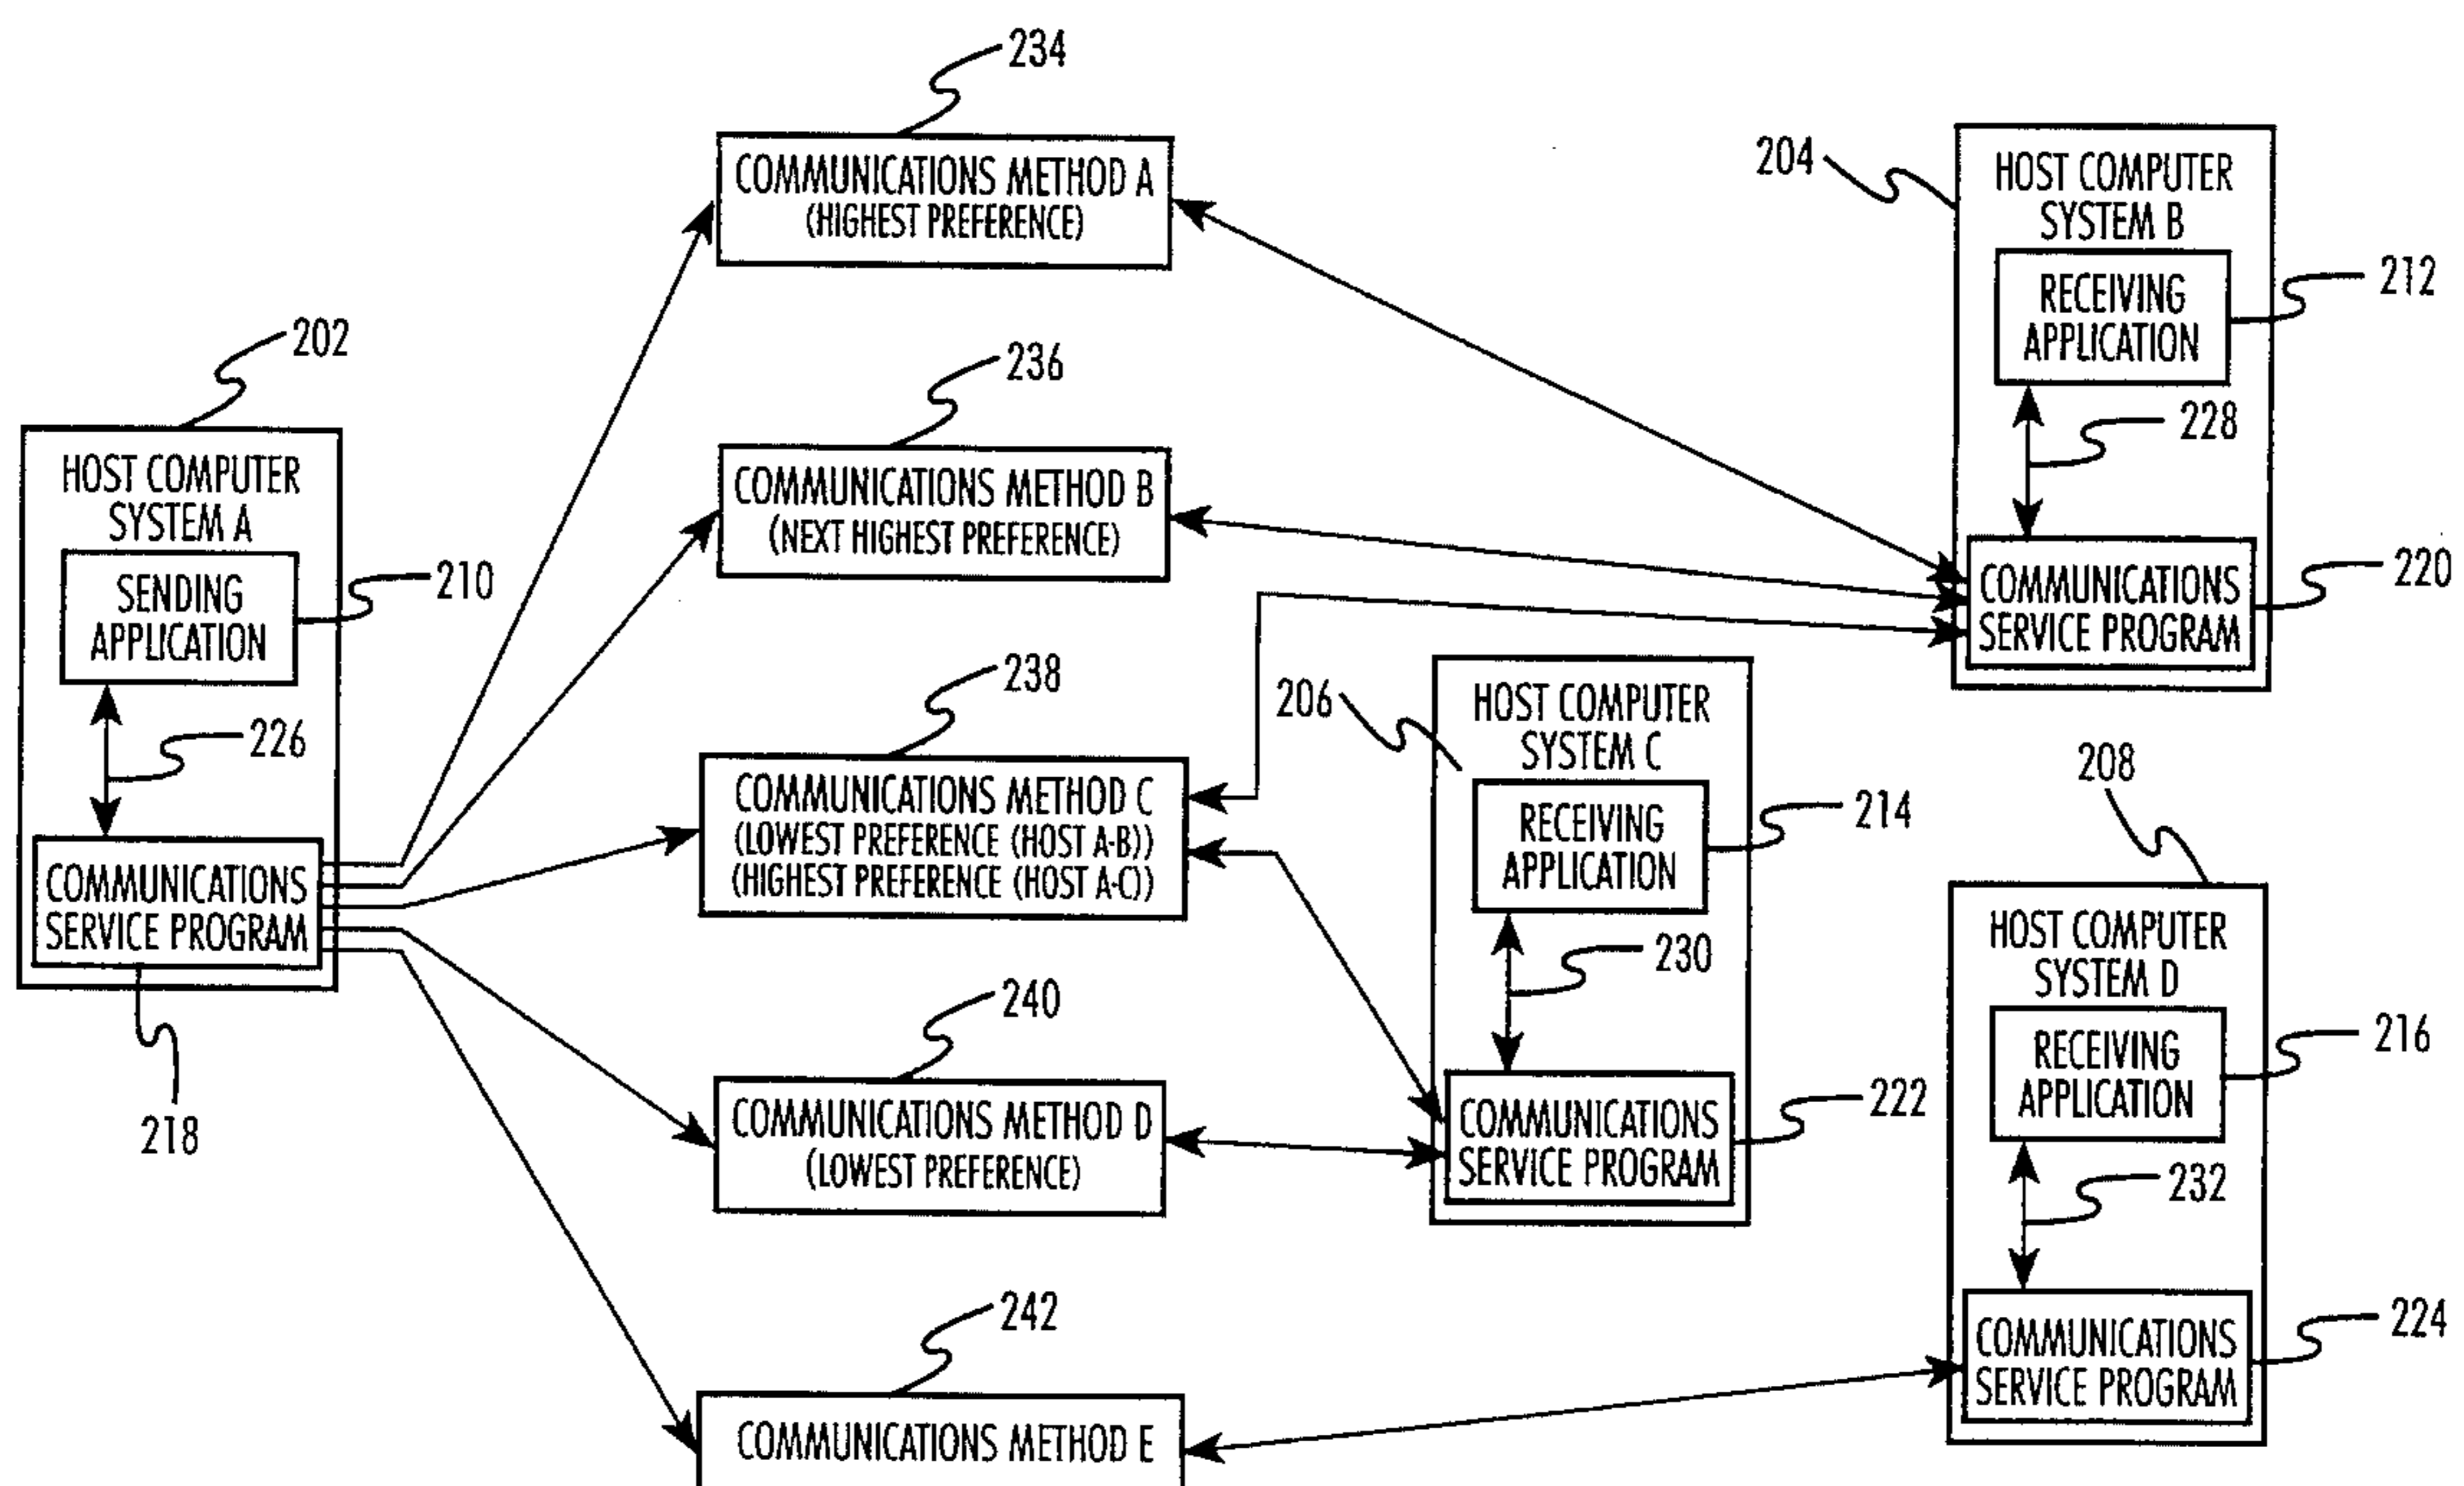 234
COMMUNICATIONS METHOD A
(HIGHEST PREFERENCE)
204
HOST COMPUTER
SYSTEM B
RECEIVING
APPLICATION
212
228
COMMUNICATIONS
SERVICE PROGRAM
220
202
HOST COMPUTER
SYSTEM A
SENDING
APPLICATION
210
226
COMMUNICATIONS
SERVICE PROGRAM
218
236
COMMUNICATIONS METHOD B
(NEXT HIGHEST PREFERENCE)
238
COMMUNICATIONS METHOD C
(LOWEST PREFERENCE (HOST A-B))
(HIGHEST PREFERENCE (HOST A-C))
206
HOST COMPUTER
SYSTEM C
RECEIVING
APPLICATION
214
230
COMMUNICATIONS
SERVICE PROGRAM
222
208
HOST COMPUTER
SYSTEM D
RECEIVING
APPLICATION
216
232
COMMUNICATIONS
SERVICE PROGRAM
224
240
COMMUNICATIONS METHOD D
(LOWEST PREFERENCE)
242
COMMUNICATIONS METHOD E